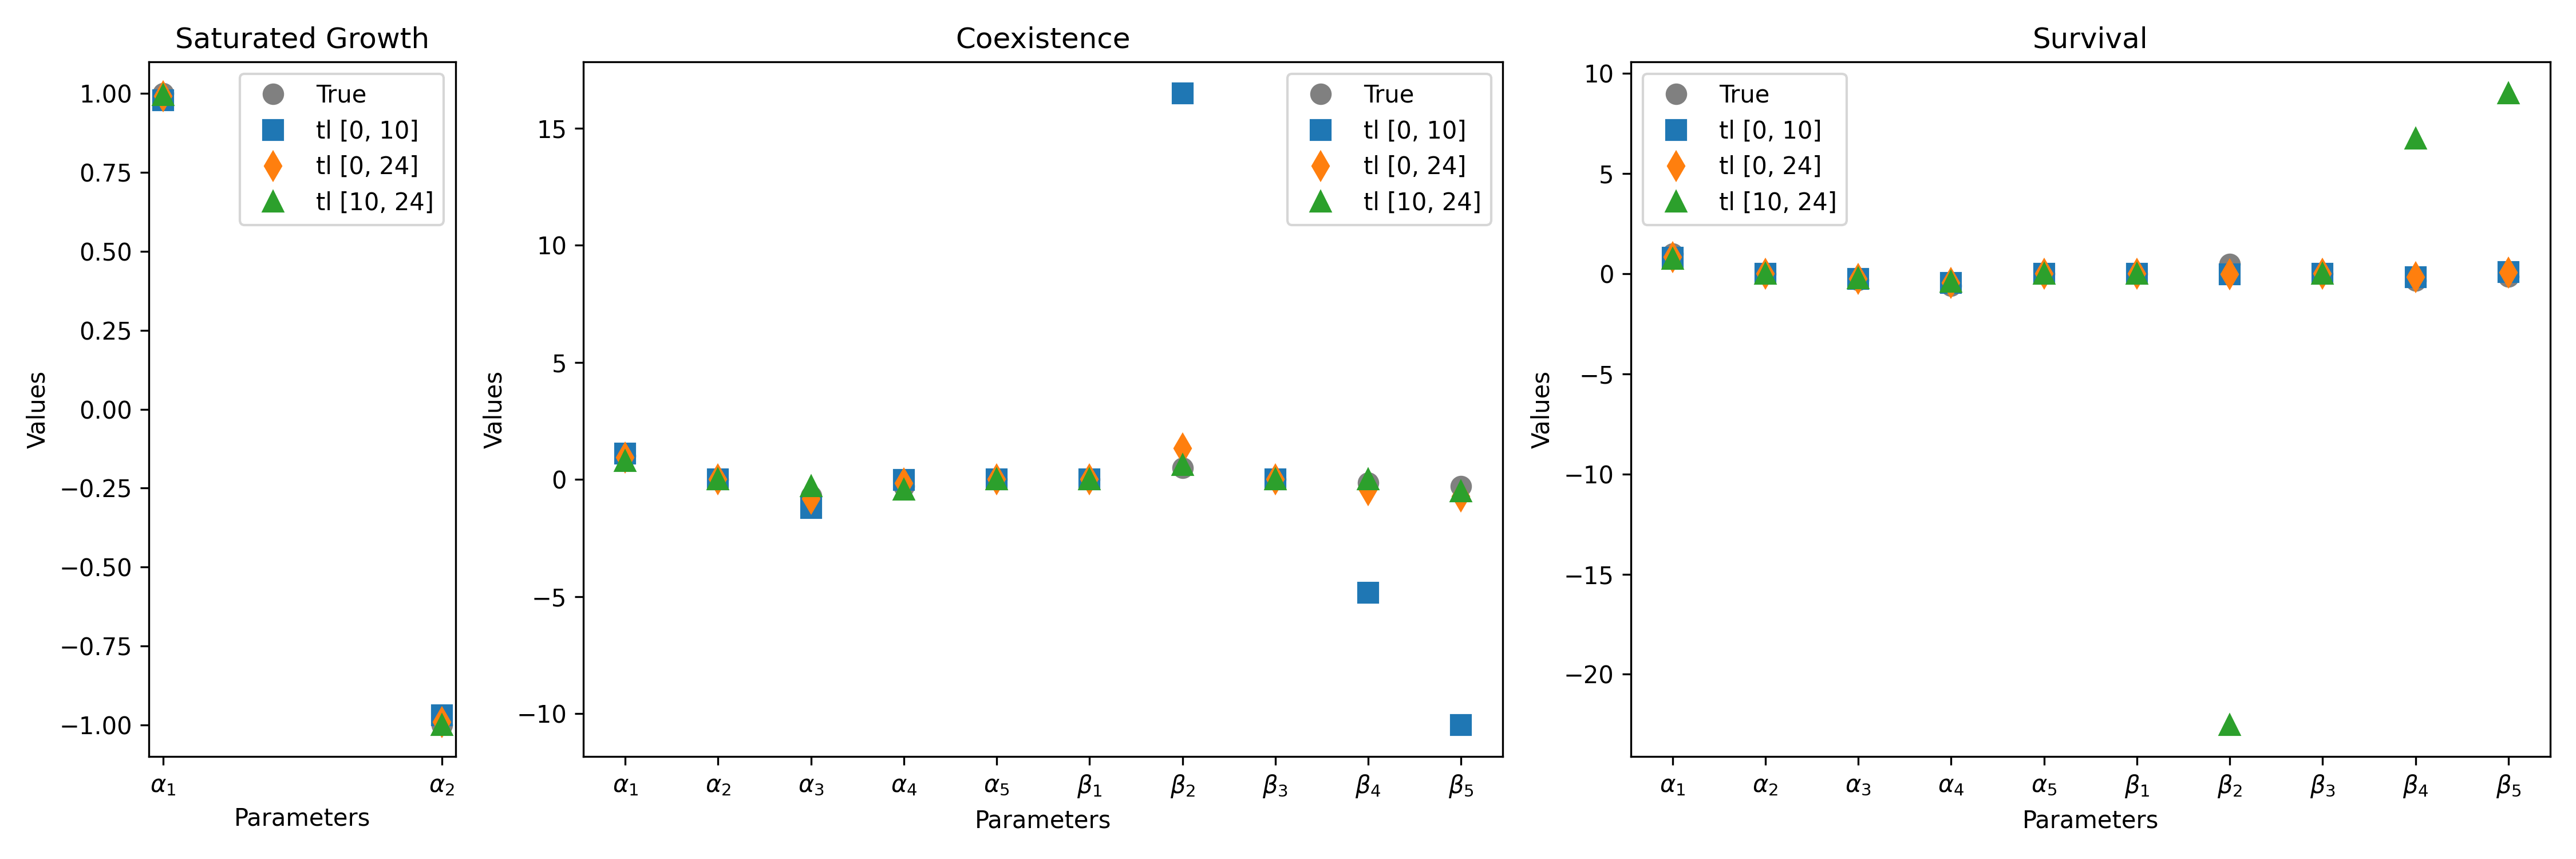 Saturated Growth
1.00
0.75
0.50
0.25
0.00
−0.25
−0.50
−0.75
−1.00
Values
α₁
α₂
Parameters
True
tl [0, 10]
tl [0, 24]
tl [10, 24]
Coexistence
15
10
5
0
−5
−10
Values
α₁
α₂
α₃
α₄
α₅
β₁
β₂
β₃
β₄
β₅
Parameters
True
tl [0, 10]
tl [0, 24]
tl [10, 24]
Survival
10
5
0
−5
−10
−15
−20
Values
α₁
α₂
α₃
α₄
α₅
β₁
β₂
β₃
β₄
β₅
Parameters
True
tl [0, 10]
tl [0, 24]
tl [10, 24]